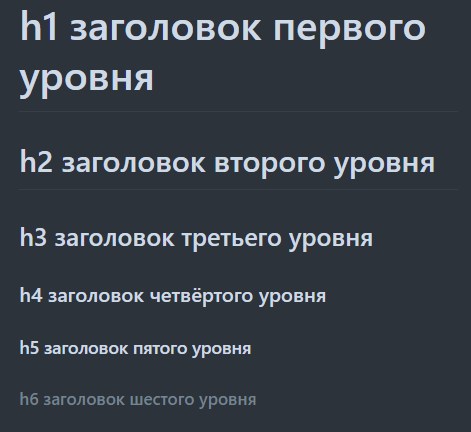 h1 заголовок первого
уровня
h2 заголовок второго уровня
h3 заголовок третьего уровня
h4 заголовок четвёртого уровня
h5 заголовок пятого уровня
h6 заголовок шестого уровня